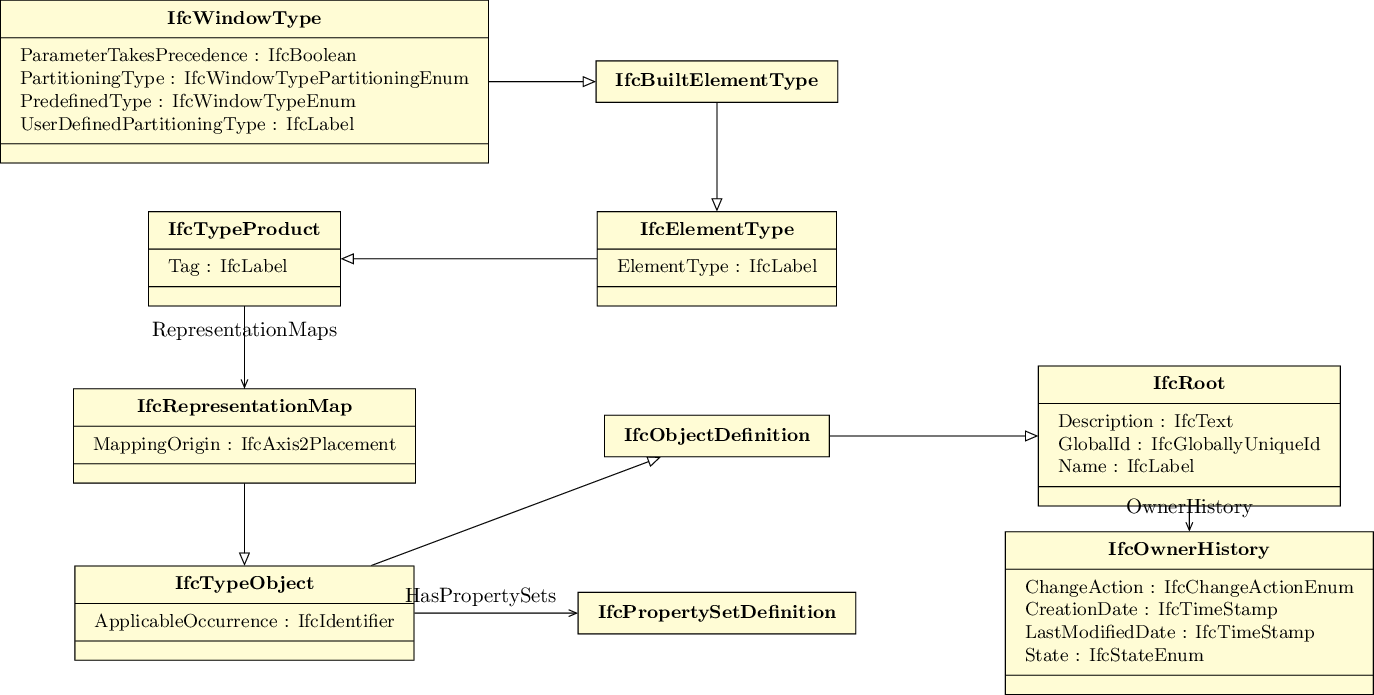 IfcWindowType
ParameterTakesPrecedence : IfcBoolean
PartitioningType : IfcWindowTypePartitioningEnum
PredefinedType : IfcWindowTypeEnum
UserDefinedPartitioningType : IfcLabel
IfcBuiltElementType
IfcTypeProduct
Tag : IfcLabel
IfcElementType
ElementType : IfcLabel
RepresentationMaps
IfcRepresentationMap
MappingOrigin : IfcAxis2Placement
IfcObjectDefinition
IfcRoot
Description : IfcText
GlobalId : IfcGloballyUniqueId
Name : IfcLabel
OwnerHistory
IfcTypeObject
ApplicableOccurrence : IfcIdentifier
HasPropertySets
IfcPropertySetDefinition
IfcOwnerHistory
ChangeAction : IfcChangeActionEnum
CreationDate : IfcTimeStamp
LastModifiedDate : IfcTimeStamp
State : IfcStateEnum